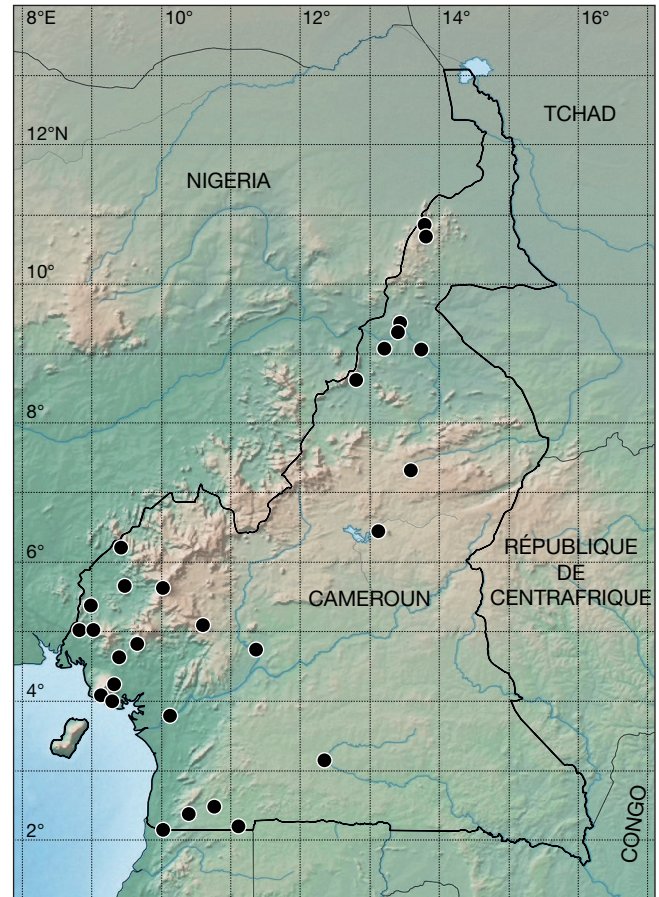 8°E 10° 12° 14° 16°
TCHAD
12°N
NIGERIA
10°
8°
6°
RÉPUBLIQUE
DE
CENTRAFRIQUE
CAMEROUN
4°
CONGO
2°